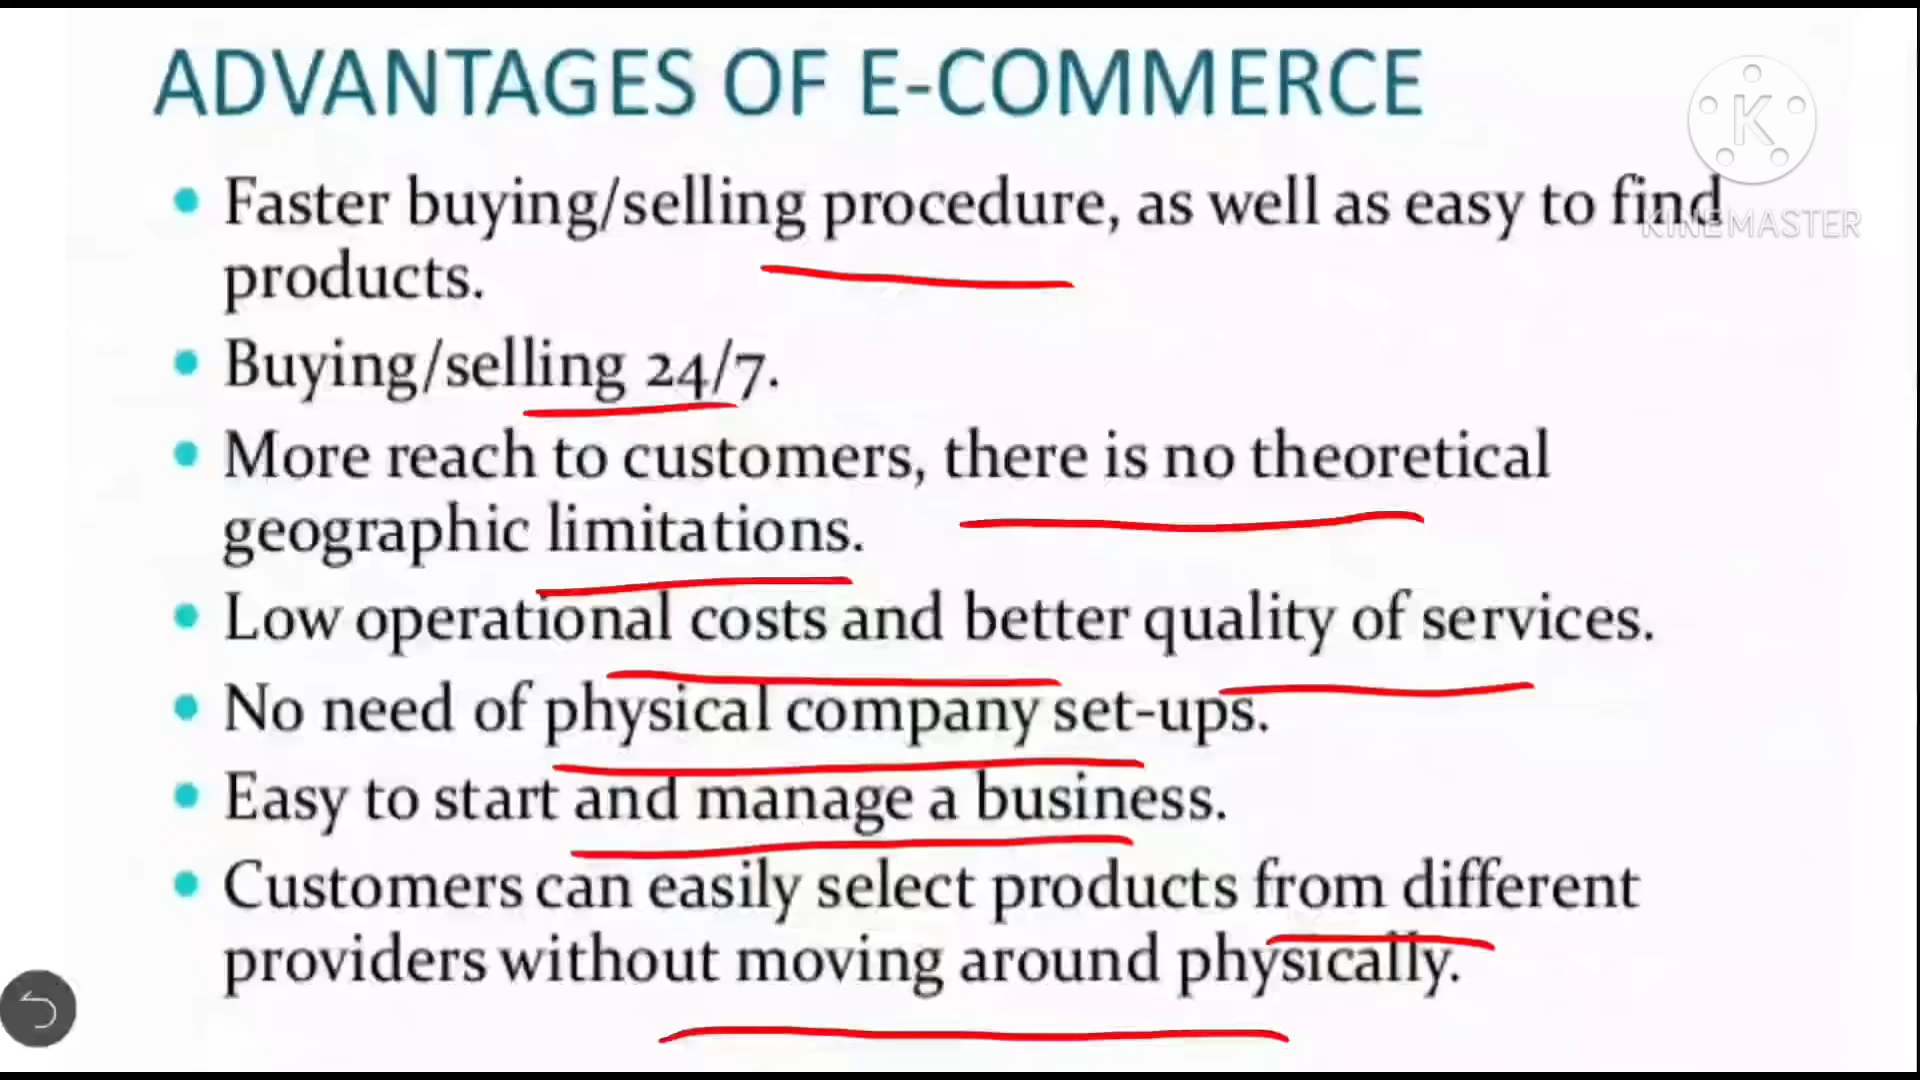 ADVANTAGES OF E-COMMERCE
K
KINEMASTER
• Faster buying/selling procedure, as well as easy to find
products.
• Buying/selling 24/7.
• More reach to customers, there is no theoretical
geographic limitations.
• Low operational costs and better quality of services.
• No need of physical company set-ups.
• Easy to start and manage a business.
• Customers can easily select products from different
providers without moving around physically.